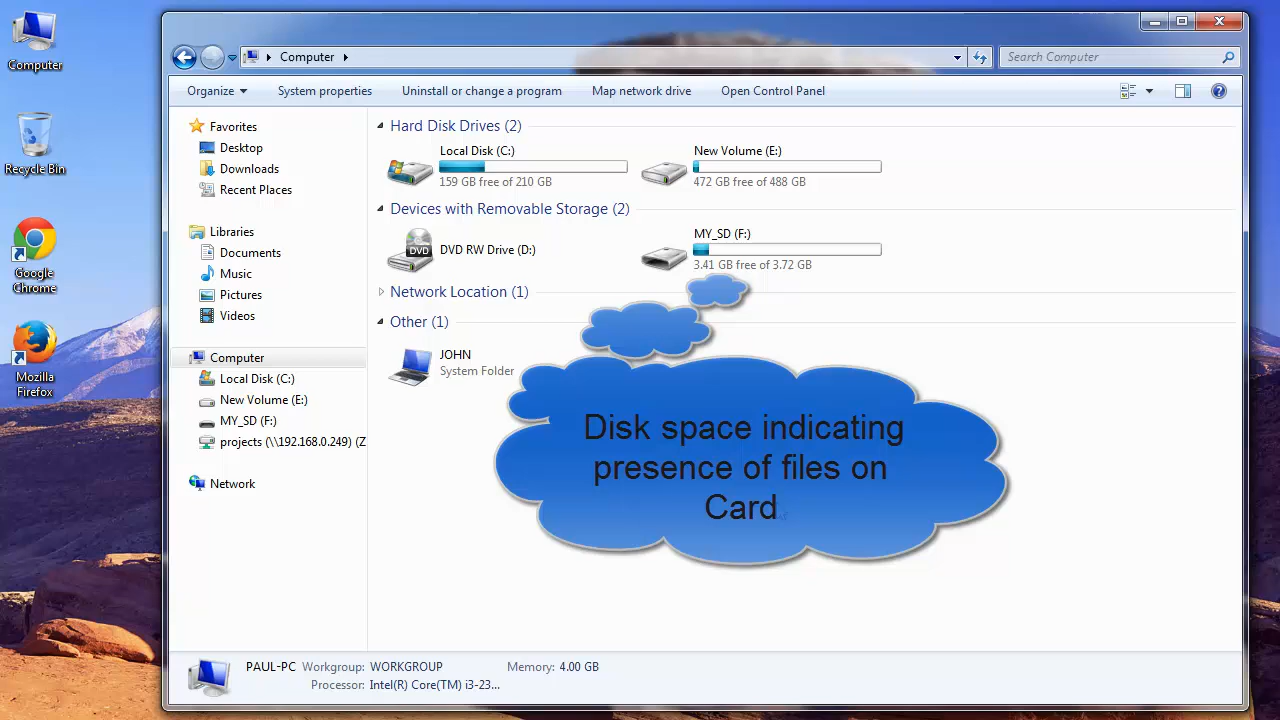 Computer
Recycle Bin
Google
Chrome
Mozilla
Firefox
Computer
Search Computer
Organize
System properties
Uninstall or change a program
Map network drive
Open Control Panel
Favorites
Desktop
Downloads
Recent Places
Libraries
Documents
Music
Pictures
Videos
Computer
Local Disk (C:)
New Volume (E:)
MY_SD (F:)
projects (\\192.168.0.249) (Z
Network
Hard Disk Drives (2)
Local Disk (C:)
159 GB free of 210 GB
New Volume (E:)
472 GB free of 488 GB
Devices with Removable Storage (2)
DVD
DVD RW Drive (D:)
MY_SD (F:)
3.41 GB free of 3.72 GB
Network Location (1)
Other (1)
JOHN
System Folder
Disk space indicating
presence of files on
Card
PAUL-PC Workgroup: WORKGROUP Memory: 4.00 GB
Processor: Intel(R) Core(TM) i3-23...